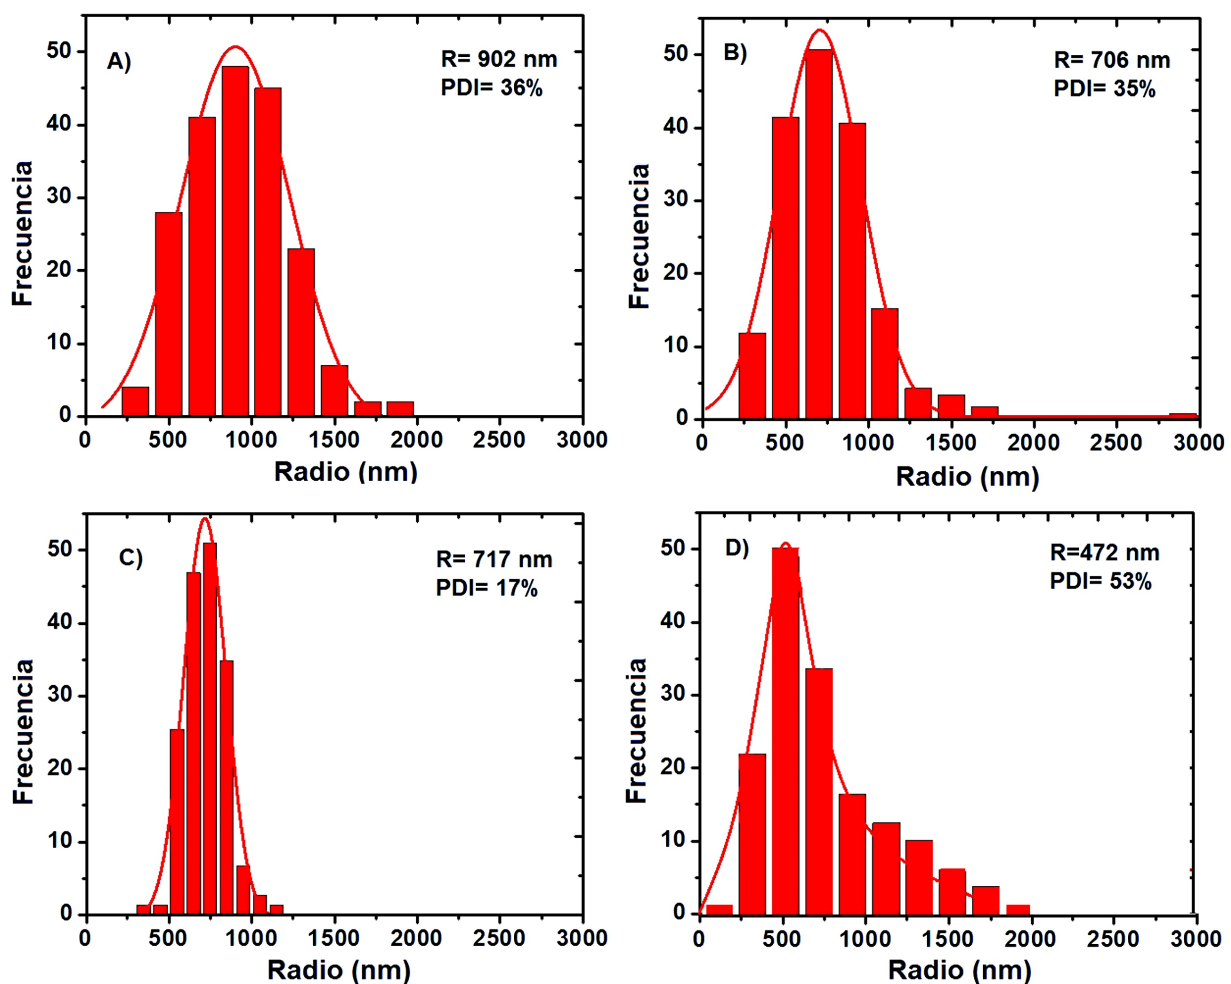 A)
R= 902 nm
PDI= 36%
50
40
30
20
10
0
Frecuencia
0 500 1000 1500 2000 2500 3000
Radio (nm)
B)
R= 706 nm
PDI= 35%
50
40
30
20
10
0
Frecuencia
0 500 1000 1500 2000 2500 3000
Radio (nm)
C)
R= 717 nm
PDI= 17%
50
40
30
20
10
0
Frecuencia
0 500 1000 1500 2000 2500 3000
Radio (nm)
D)
R=472 nm
PDI= 53%
50
40
30
20
10
0
Frecuencia
0 500 1000 1500 2000 2500 3000
Radio (nm)